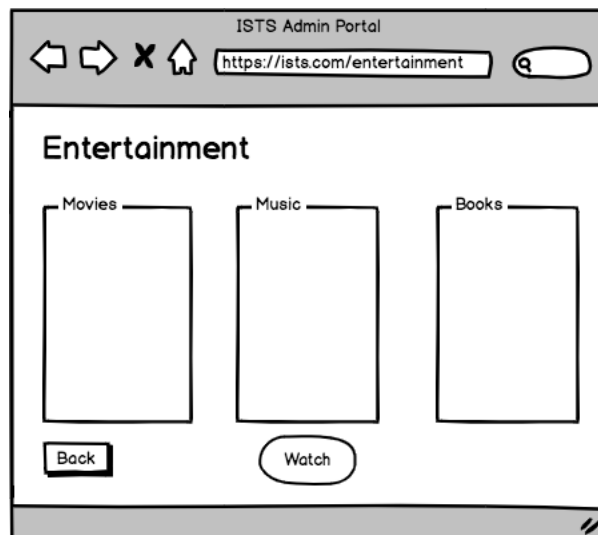 ISTS Admin Portal
https://ists.com/entertainment
Entertainment
Movies Music Books
Back Watch